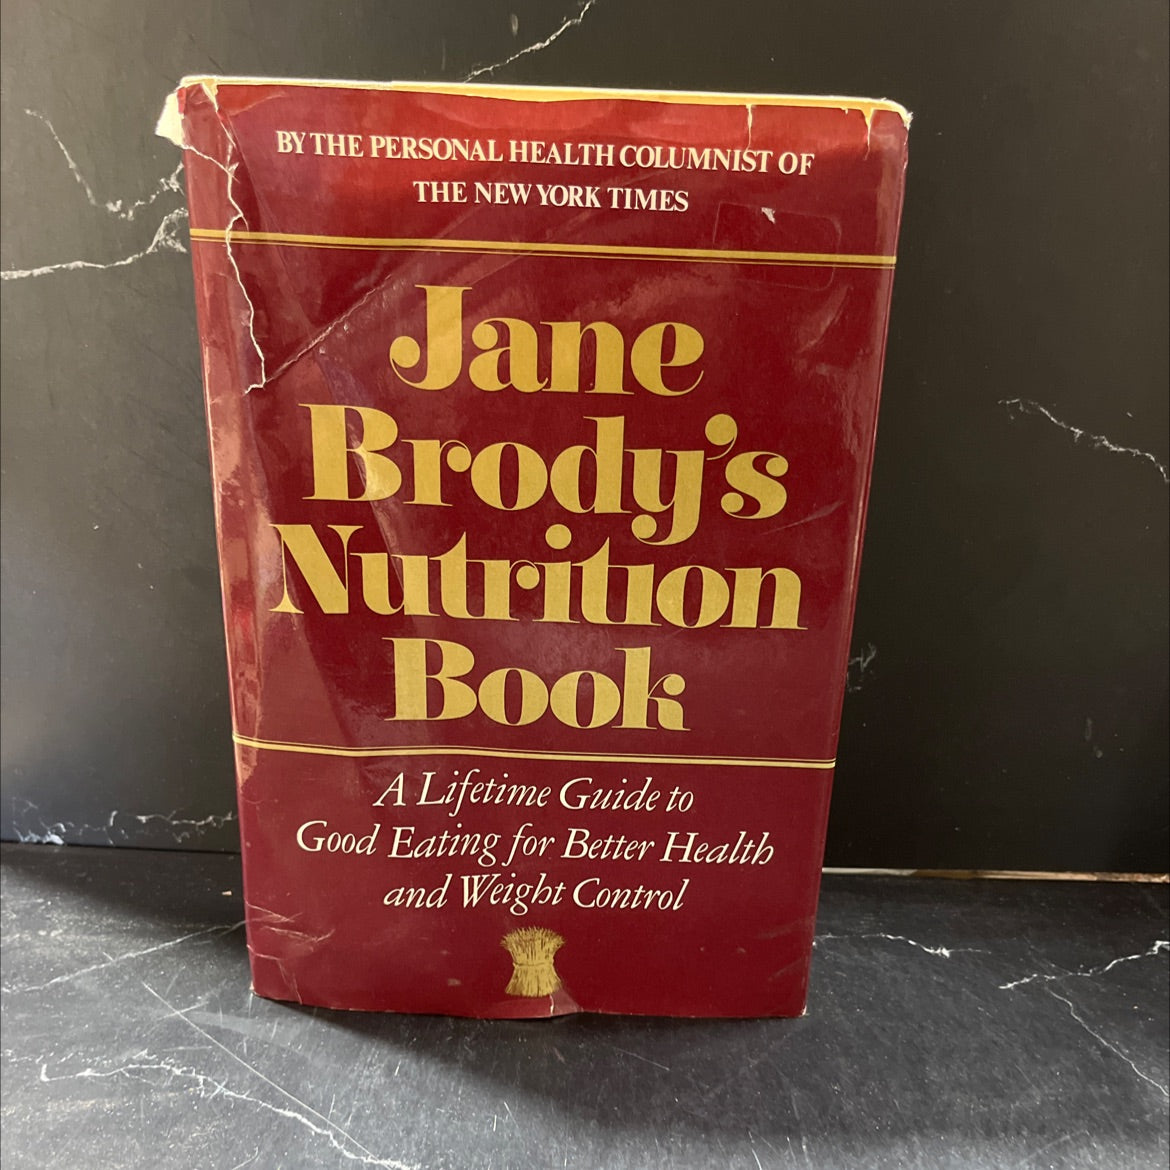 BY THE PERSONAL HEALTH COLUMNIST OF
THE NEW YORK TIMES
Jane
Brody's
Nutrition
Book
A Lifetime Guide to
Good Eating for Better Health
and Weight Control